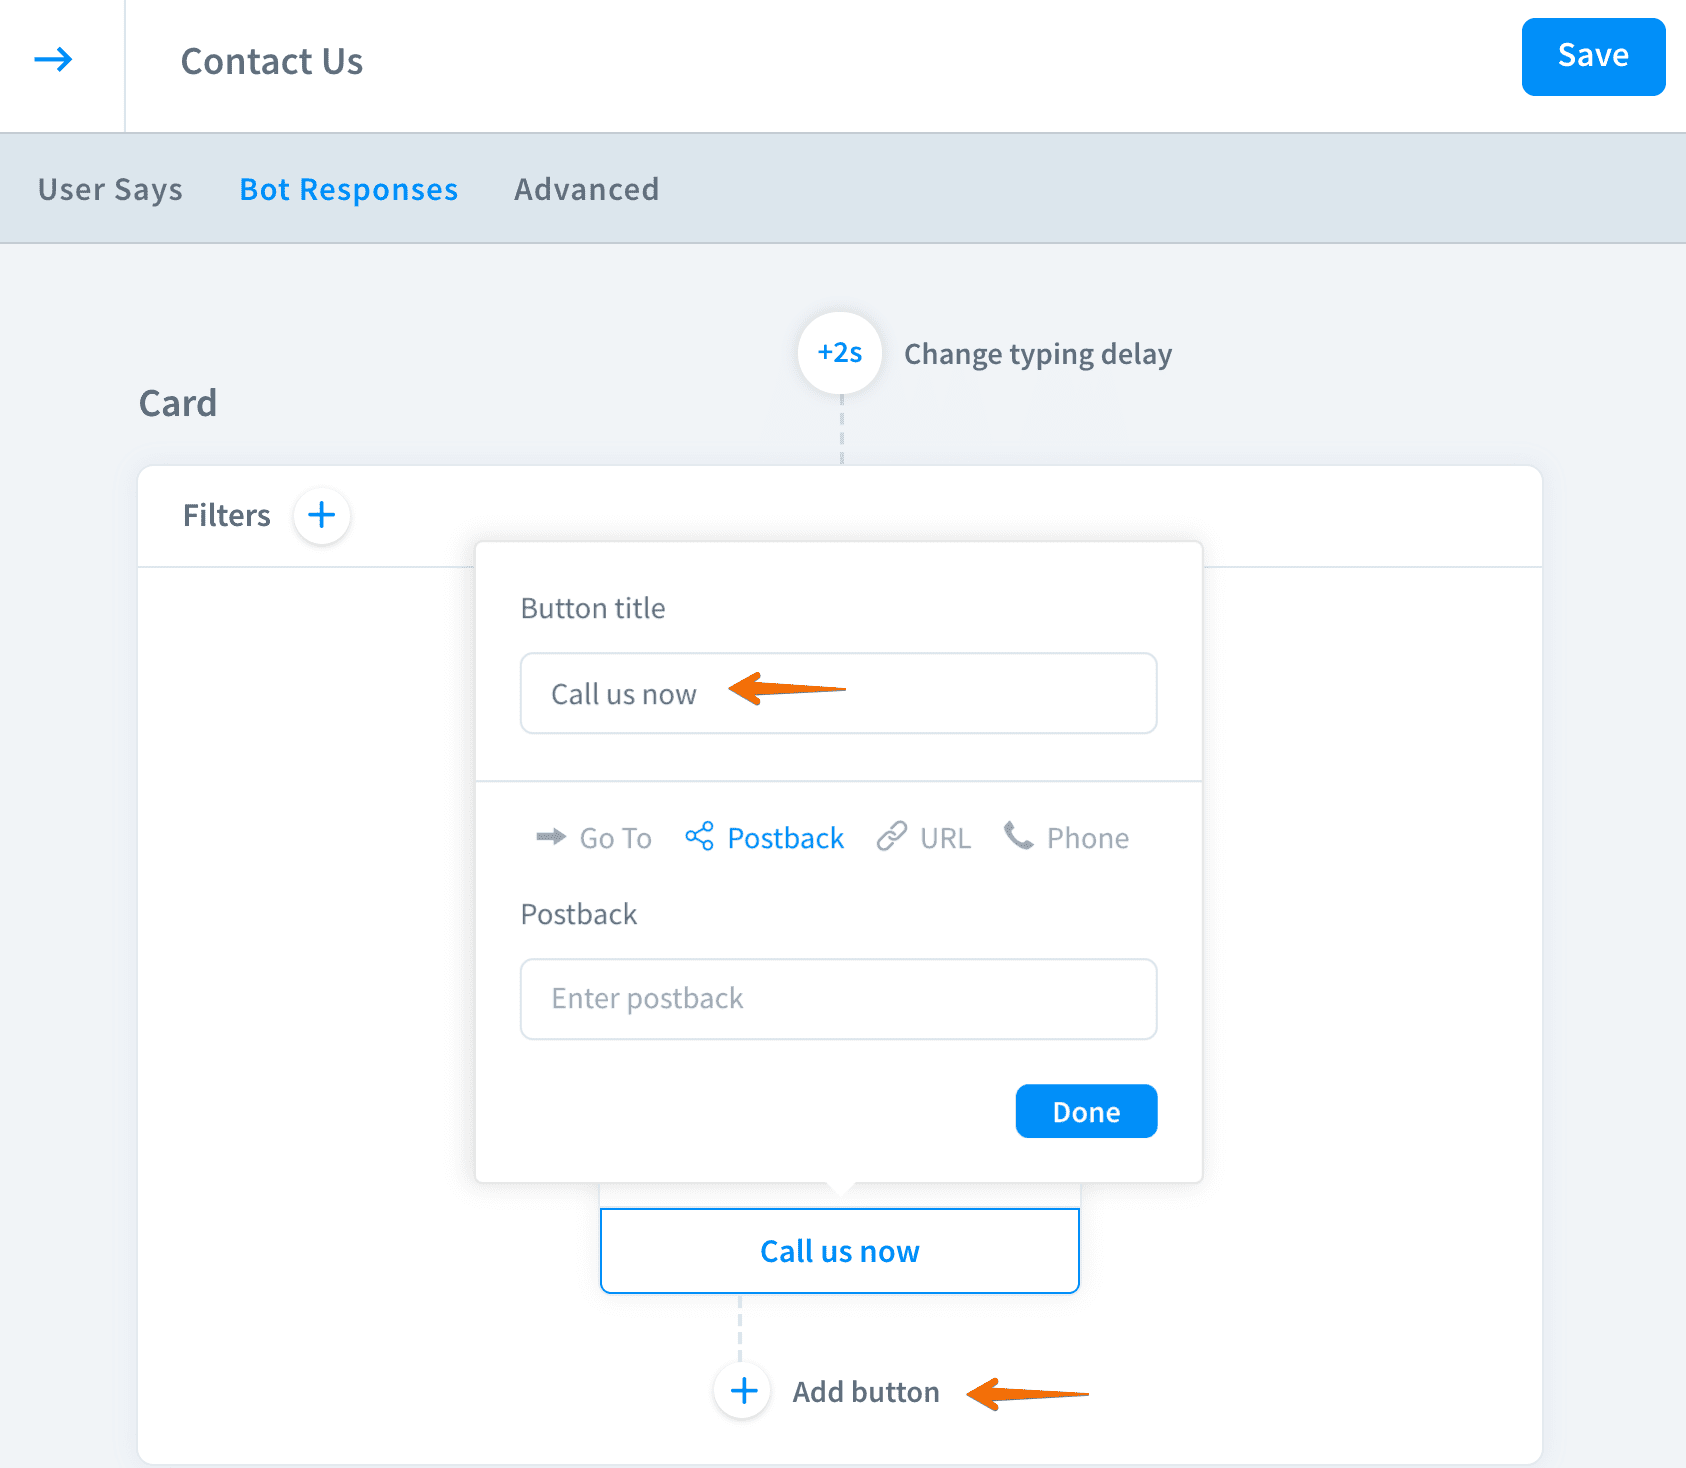 Contact Us
Save
User Says Bot Responses Advanced
+2s Change typing delay
Card
Filters
Button title
Call us now
Go To Postback URL Phone
Postback
Enter postback
Done
Call us now
Add button